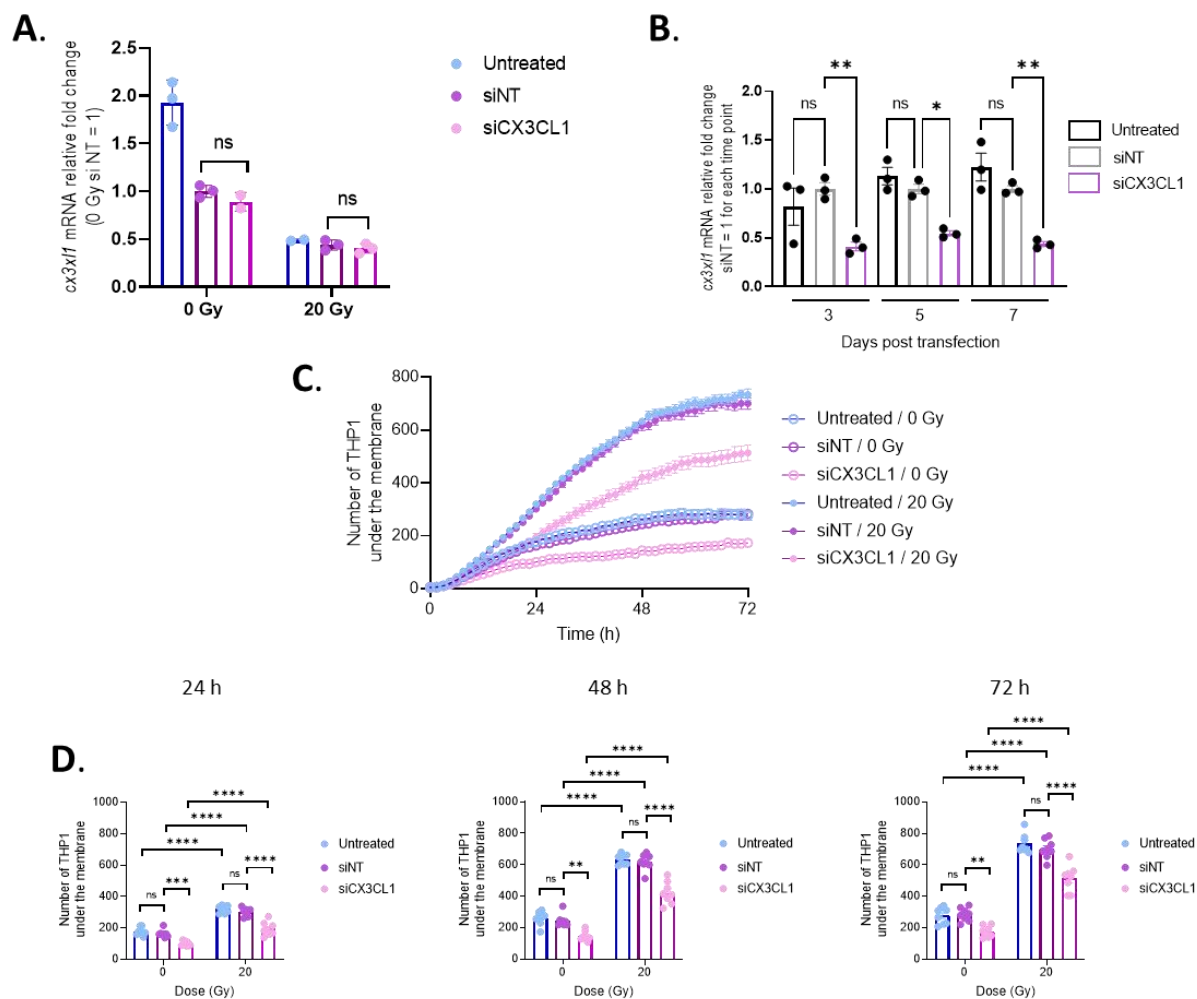 A.
cx3xl1 mRNA relative fold change
(0 Gy si NT = 1)
2.5
2.0
1.5
1.0
0.5
0.0
ns
ns
0 Gy
20 Gy
Untreated
siNT
siCX3CL1
B.
cx3xl1 mRNA relative fold change
siNT = 1 for each time point
2.0
1.5
1.0
0.5
0.0
ns
**
ns
*
ns
**
3
5
7
Days post transfection
Untreated
siNT
siCX3CL1
C.
Number of THP1
under the membrane
800
600
400
200
0
0
24
48
72
Time (h)
Untreated / 0 Gy
siNT / 0 Gy
siCX3CL1 / 0 Gy
Untreated / 20 Gy
siNT / 20 Gy
siCX3CL1 / 20 Gy
D.
24 h
Number of THP1
under the membrane
1000
800
600
400
200
0
****
****
****
ns
***
ns
****
0
20
Dose (Gy)
Untreated
siNT
siCX3CL1
48 h
Number of THP1
under the membrane
1000
800
600
400
200
0
****
****
****
ns
**
ns
****
0
20
Dose (Gy)
Untreated
siNT
siCX3CL1
72 h
Number of THP1
under the membrane
1000
800
600
400
200
0
****
****
****
ns
**
ns
****
0
20
Dose (Gy)
Untreated
siNT
siCX3CL1